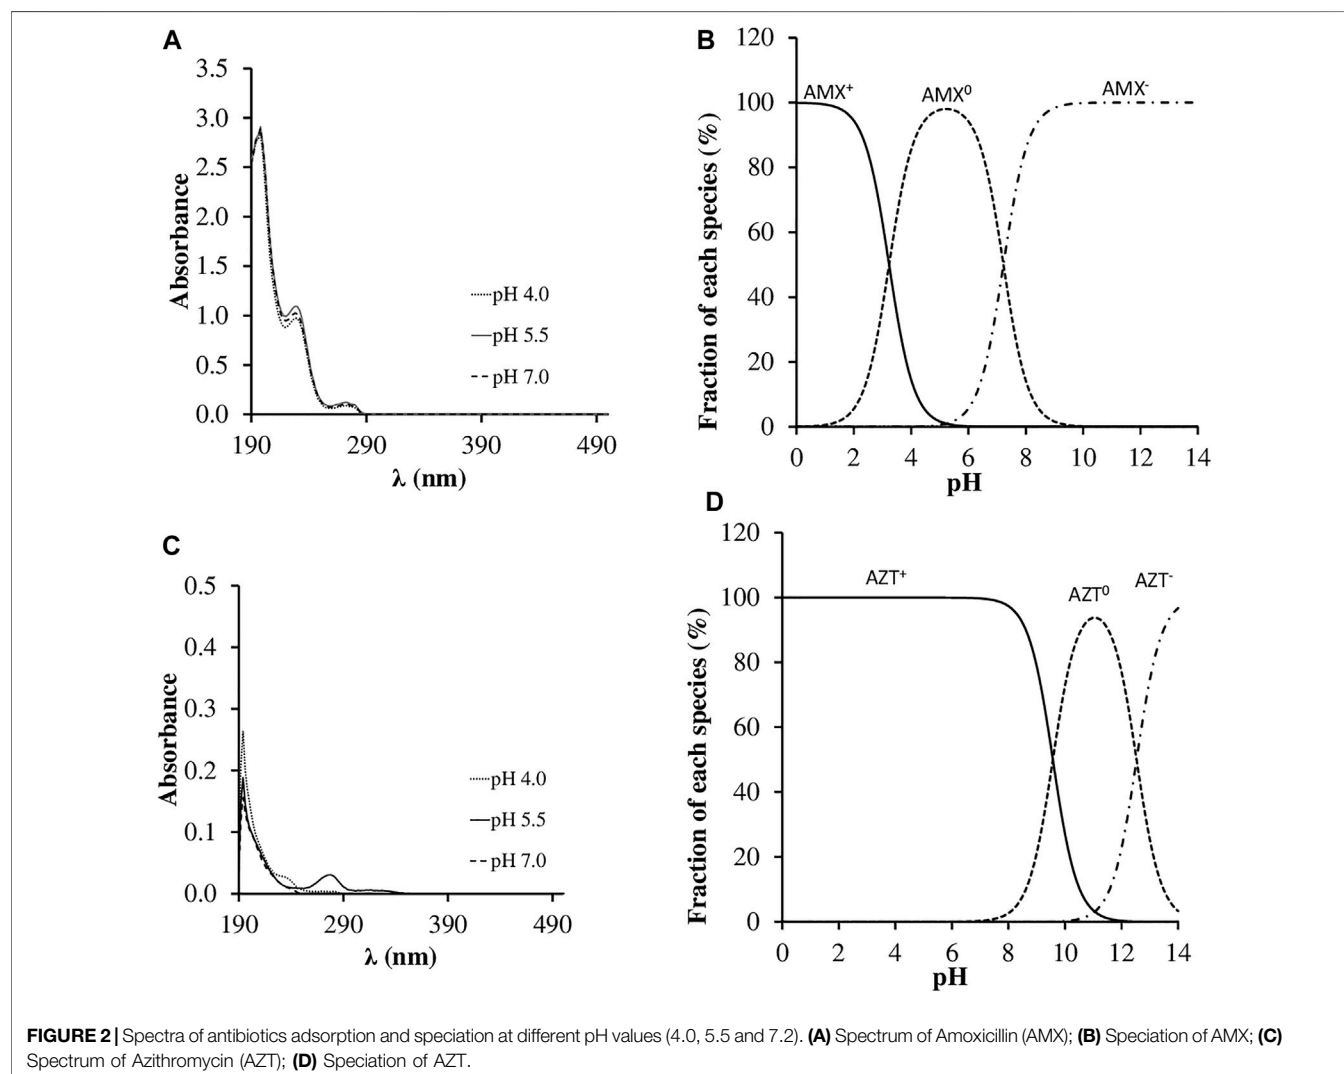 A
3.5
3.0
2.5
2.0
1.5
1.0
0.5
0.0
Absorbance
pH 4.0
pH 5.5
pH 7.0
190 290 390 490
λ (nm)
B
120
100
80
60
40
20
0
Fraction of each species (%)
AMX⁺ AMX⁰ AMX⁻
0 2 4 6 8 10 12 14
pH
C
0.5
0.4
0.3
0.2
0.1
0.0
Absorbance
pH 4.0
pH 5.5
pH 7.0
190 290 390 490
λ (nm)
D
120
100
80
60
40
20
0
Fraction of each species (%)
AZT⁺ AZT⁰ AZT⁻
0 2 4 6 8 10 12 14
pH
FIGURE 2 | Spectra of antibiotics adsorption and speciation at different pH values (4.0, 5.5 and 7.2). (A) Spectrum of Amoxicillin (AMX); (B) Speciation of AMX; (C)
Spectrum of Azithromycin (AZT); (D) Speciation of AZT.